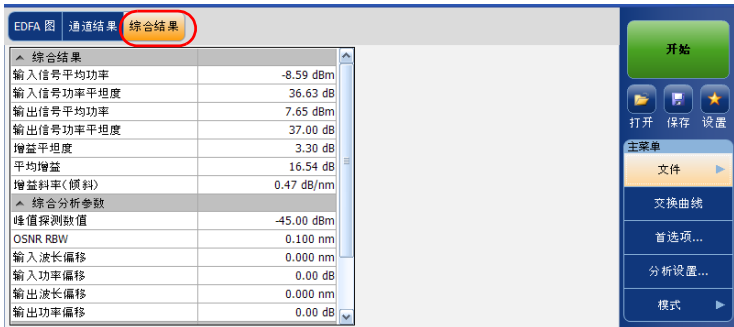 EDFA 图 通道结果 综合结果
综合结果
输入信号平均功率 -8.59 dBm
输入信号功率平坦度 36.63 dB
输出信号平均功率 7.65 dBm
输出信号功率平坦度 37.00 dB
增益平坦度 3.30 dB
平均增益 16.54 dB
增益斜率(倾斜) 0.47 dB/nm
综合分析参数
峰值探测数值 -45.00 dBm
OSNR RBW 0.100 nm
输入波长偏移 0.000 nm
输入功率偏移 0.00 dB
输出波长偏移 0.000 nm
输出功率偏移 0.00 dB
开始
打开 保存 设置
主菜单
文件
交换曲线
首选项...
分析设置...
模式